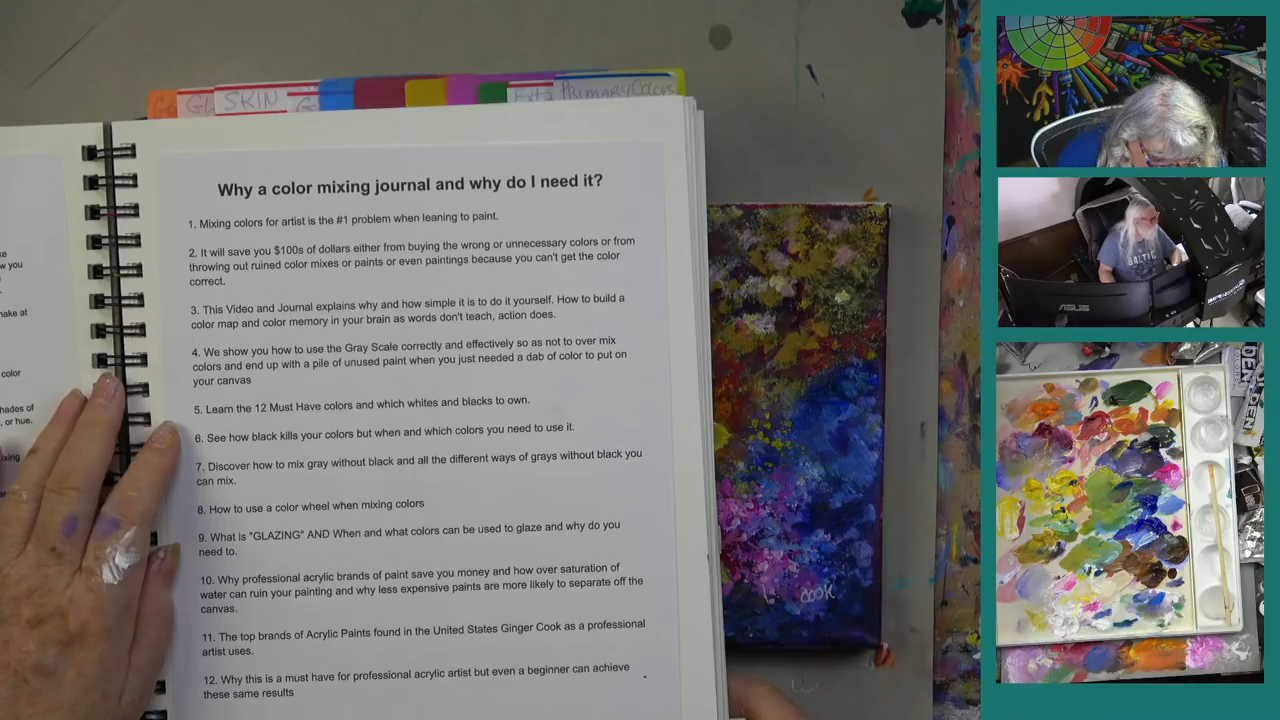 SKIN
Exta
PRIMARYColors
Why a color mixing journal and why do I need it?
1. Mixing colors for artist is the #1 problem when leaning to paint.
2. It will save you $100s of dollars either from buying the wrong or unnecessary colors or from
throwing out ruined color mixes or paints or even paintings because you can't get the color
correct.
3. This Video and Journal explains why and how simple it is to do it yourself. How to build a
color map and color memory in your brain as words don't teach, action does.
4. We show you how to use the Gray Scale correctly and effectively so as not to over mix
colors and end up with a pile of unused paint when you just needed a dab of color to put on
your canvas
5. Learn the 12 Must Have colors and which whites and blacks to own.
6. See how black kills your colors but when and which colors you need to use it.
7. Discover how to mix gray without black and all the different ways of grays without black you
can mix.
8. How to use a color wheel when mixing colors
9. What is "GLAZING" AND When and what colors can be used to glaze and why do you
need to.
10. Why professional acrylic brands of paint save you money and how over saturation of
water can ruin your painting and why less expensive paints are more likely to separate off the
canvas.
11. The top brands of Acrylic Paints found in the United States Ginger Cook as a professional
artist uses.
12. Why this is a must have for professional acrylic artist but even a beginner can achieve
these same results
w you
ake at
color
hades of
, or hue.
xing
cook
ASUS